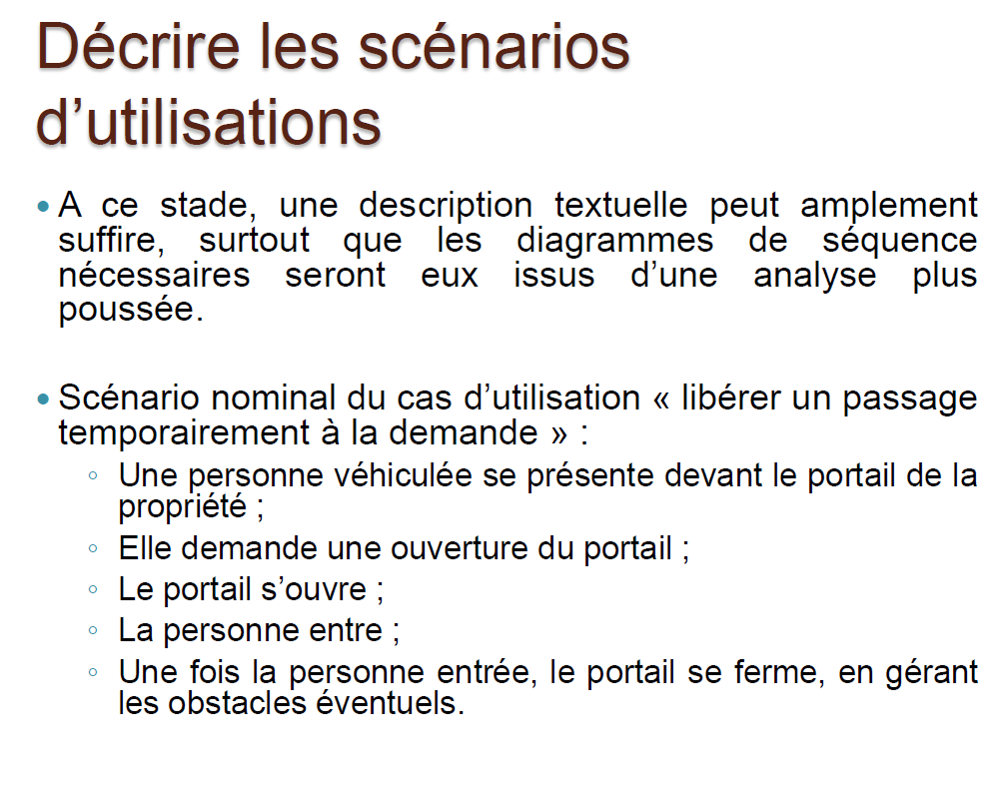 Décrire les scénarios
d’utilisations
• A ce stade, une description textuelle peut amplement
suffire, surtout que les diagrammes de séquence
nécessaires seront eux issus d’une analyse plus
poussée.
• Scénario nominal du cas d’utilisation « libérer un passage
temporairement à la demande » :
◦ Une personne véhiculée se présente devant le portail de la
propriété ;
◦ Elle demande une ouverture du portail ;
◦ Le portail s’ouvre ;
◦ La personne entre ;
◦ Une fois la personne entrée, le portail se ferme, en gérant
les obstacles éventuels.